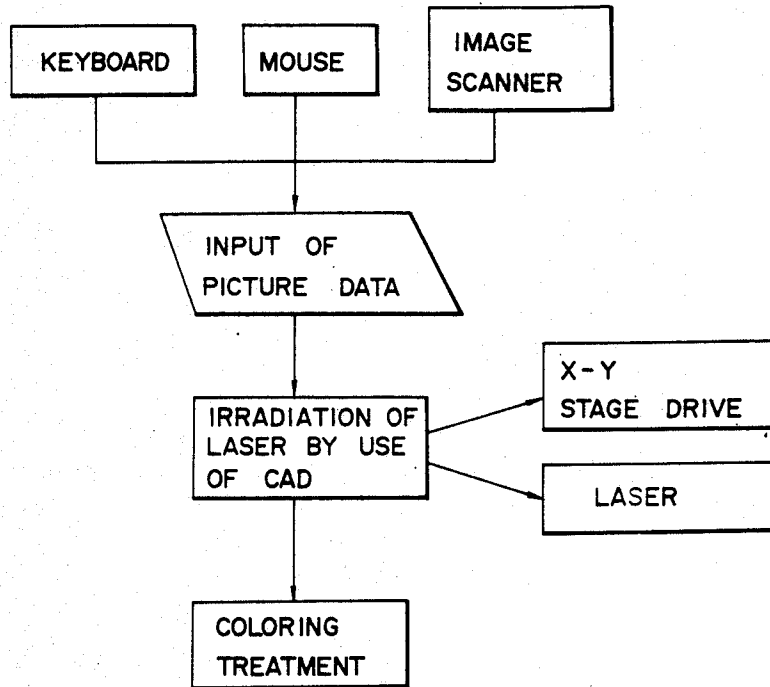 KEYBOARD
MOUSE
IMAGE
SCANNER
INPUT OF
PICTURE DATA
IRRADIATION OF
LASER BY USE
OF CAD
X-Y
STAGE DRIVE
LASER
COLORING
TREATMENT